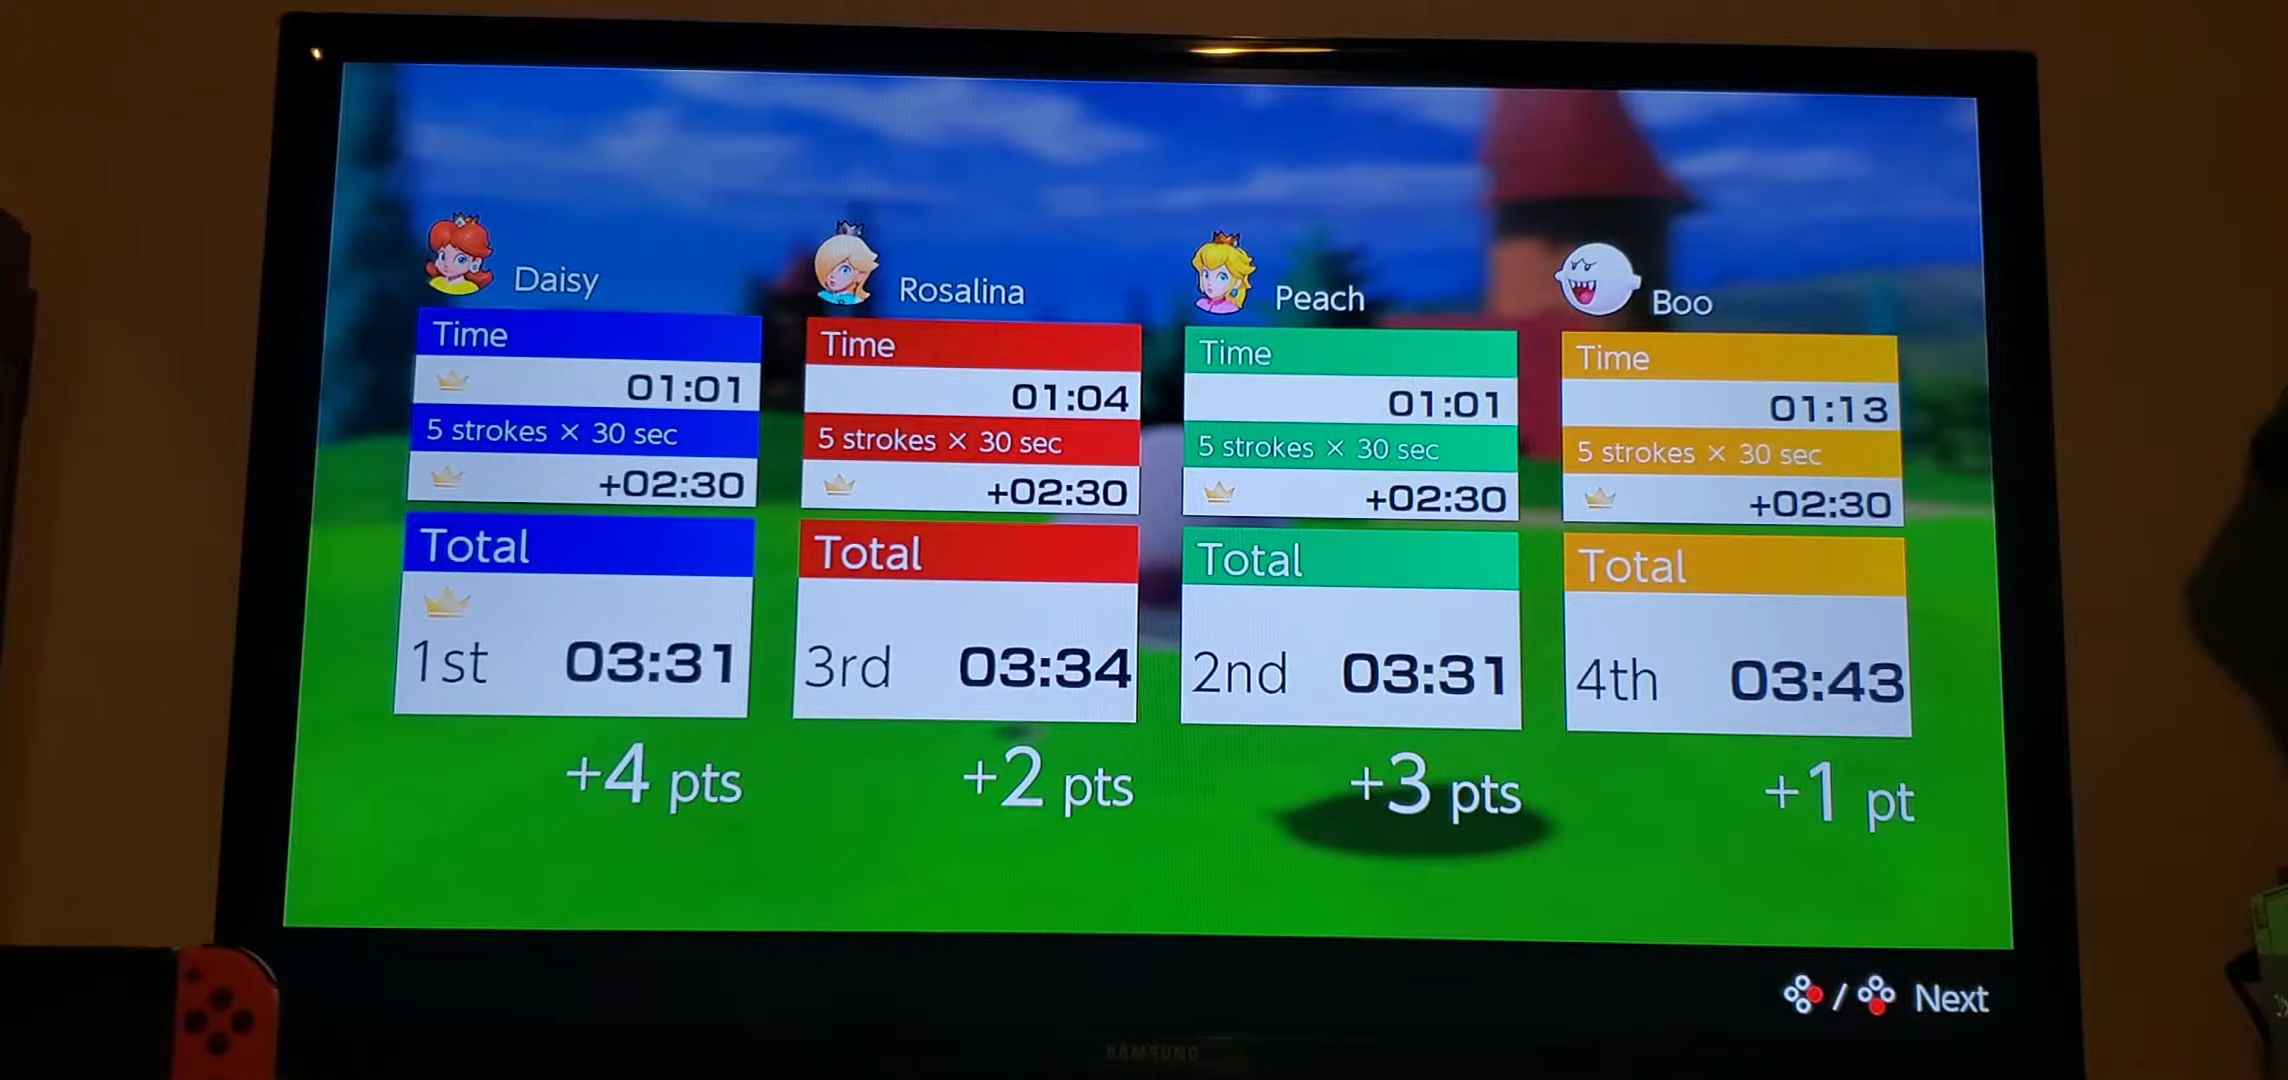 Daisy
Time
01:01
5 strokes × 30 sec
+02:30
Total
1st 03:31
+4 pts
Rosalina
Time
01:04
5 strokes × 30 sec
+02:30
Total
3rd 03:34
+2 pts
Peach
Time
01:01
5 strokes × 30 sec
+02:30
Total
2nd 03:31
+3 pts
Boo
Time
01:13
5 strokes × 30 sec
+02:30
Total
4th 03:43
+1 pt
/ Next
SAMSUNG